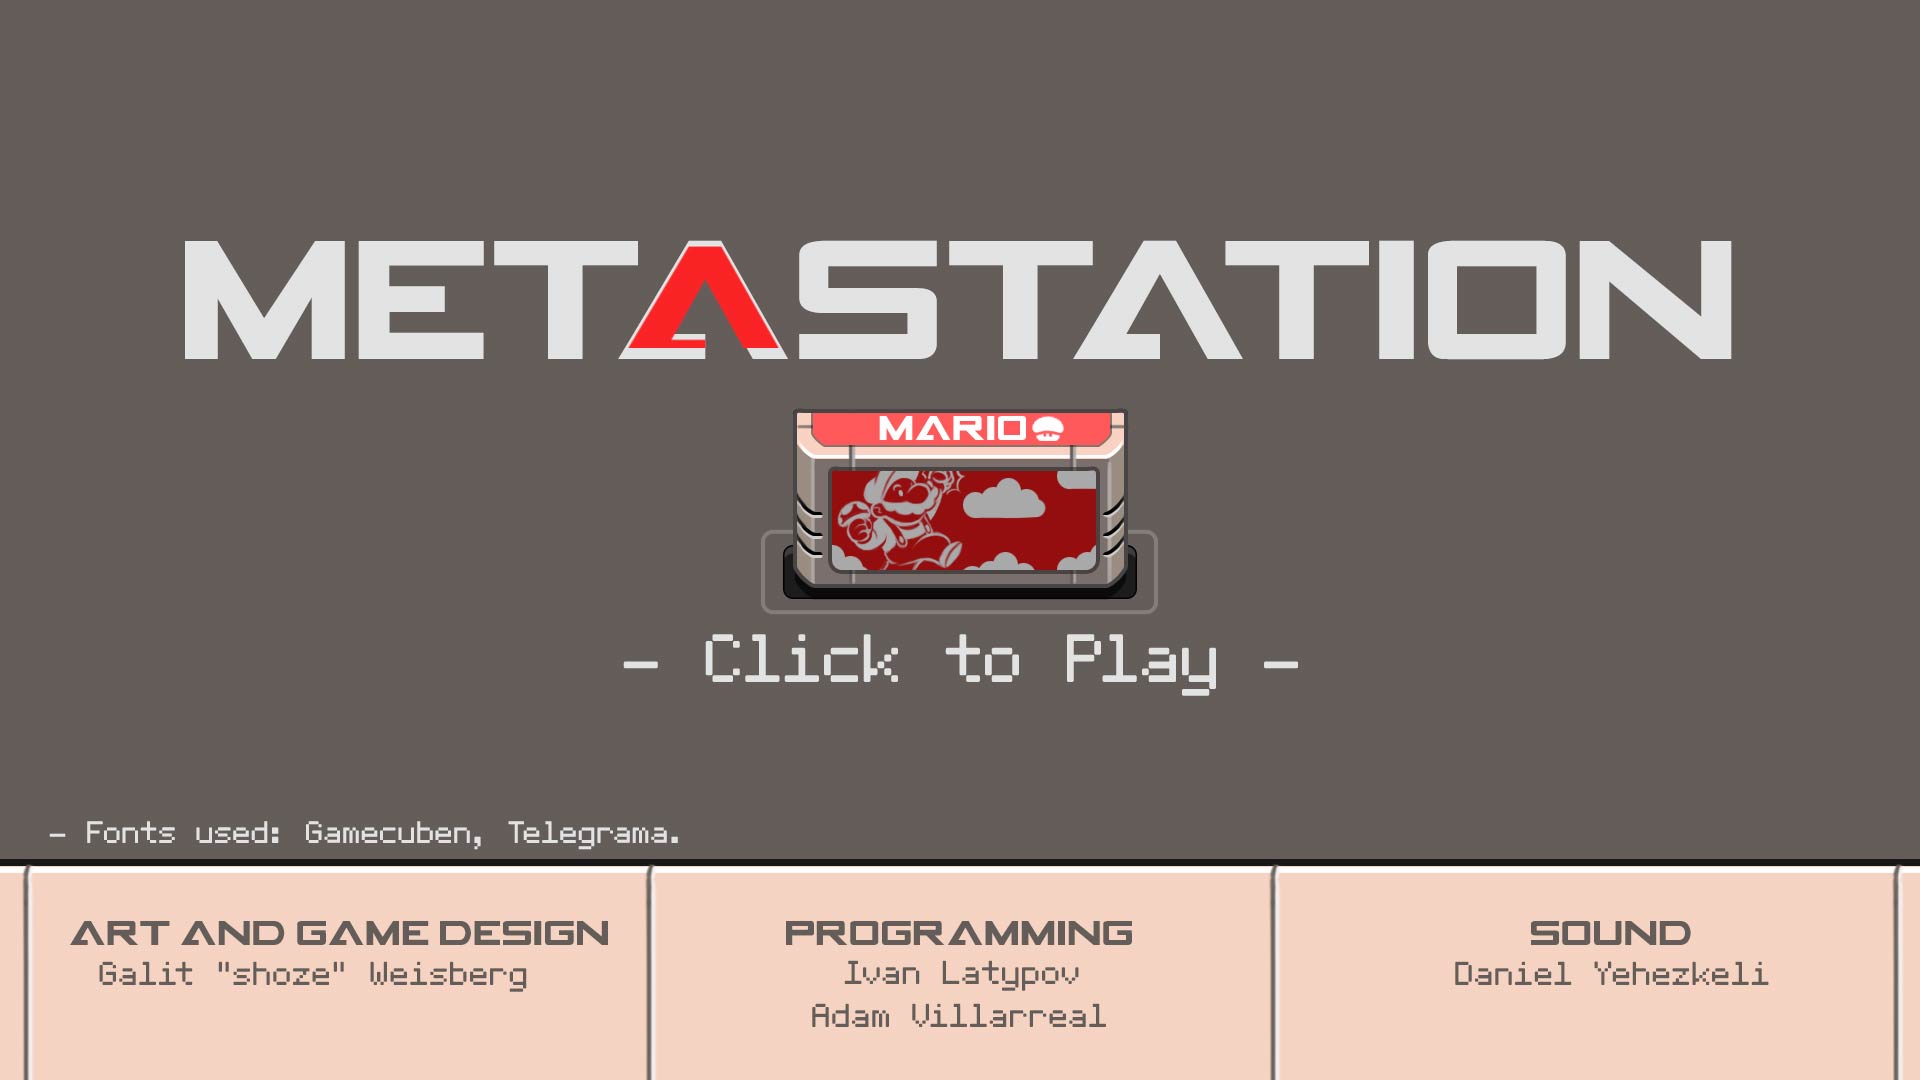 METASTATION
MARIO
- Click to Play -
- Fonts used: Gamecuben, Telegrama.
ART AND GAME DESIGN
Galit "shoze" Weisberg
PROGRAMMING
Ivan Latypov
Adam Villarreal
SOUND
Daniel Yehezkeli